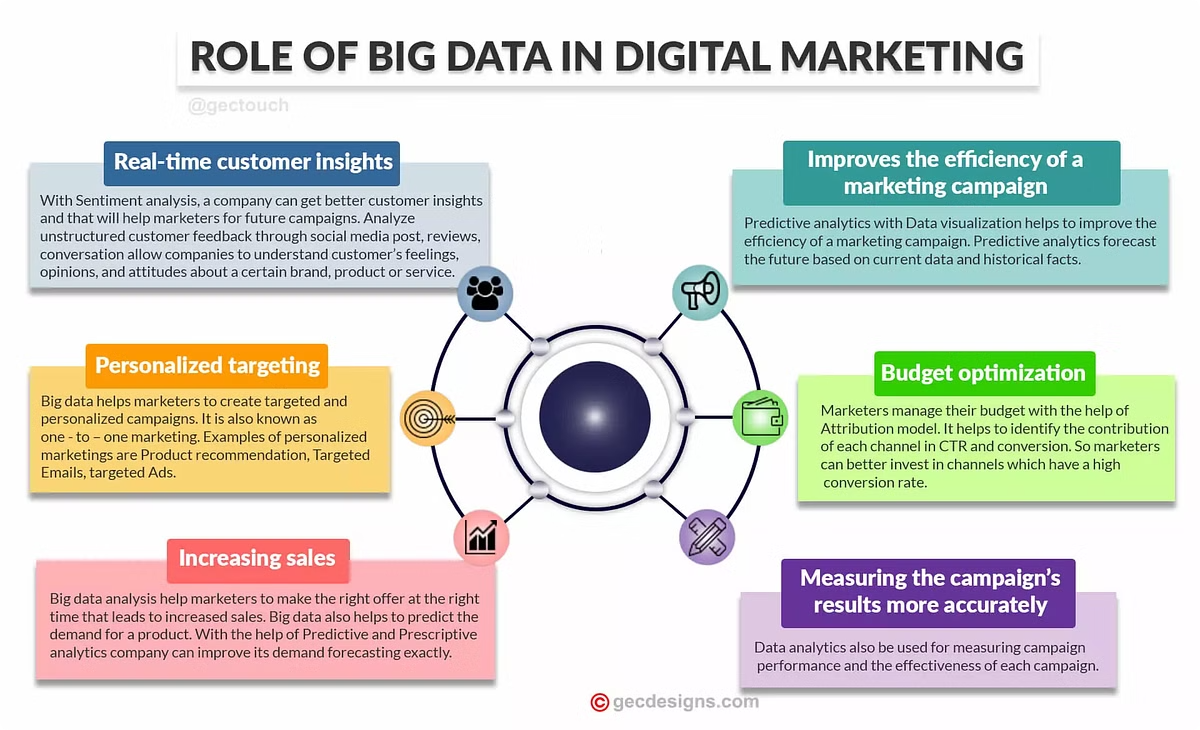 ROLE OF BIG DATA IN DIGITAL MARKETING
@gectouch
Real-time customer insights
With Sentiment analysis, a company can get better customer insights
and that will help marketers for future campaigns. Analyze
unstructured customer feedback through social media post, reviews,
conversation allow companies to understand customer's feelings,
opinions, and attitudes about a certain brand, product or service.
Personalized targeting
Big data helps marketers to create targeted and
personalized campaigns. It is also known as
one - to – one marketing. Examples of personalized
marketings are Product recommendation, Targeted
Emails, targeted Ads.
Increasing sales
Big data analysis help marketers to make the right offer at the right
time that leads to increased sales. Big data also helps to predict the
demand for a product. With the help of Predictive and Prescriptive
analytics company can improve its demand forecasting exactly.
Improves the efficiency of a
marketing campaign
Predictive analytics with Data visualization helps to improve the
efficiency of a marketing campaign. Predictive analytics forecast
the future based on current data and historical facts.
Budget optimization
Marketers manage their budget with the help of
Attribution model. It helps to identify the contribution
of each channel in CTR and conversion. So marketers
can better invest in channels which have a high
conversion rate.
Measuring the campaign's
results more accurately
Data analytics also be used for measuring campaign
performance and the effectiveness of each campaign.
© gecdesigns.com